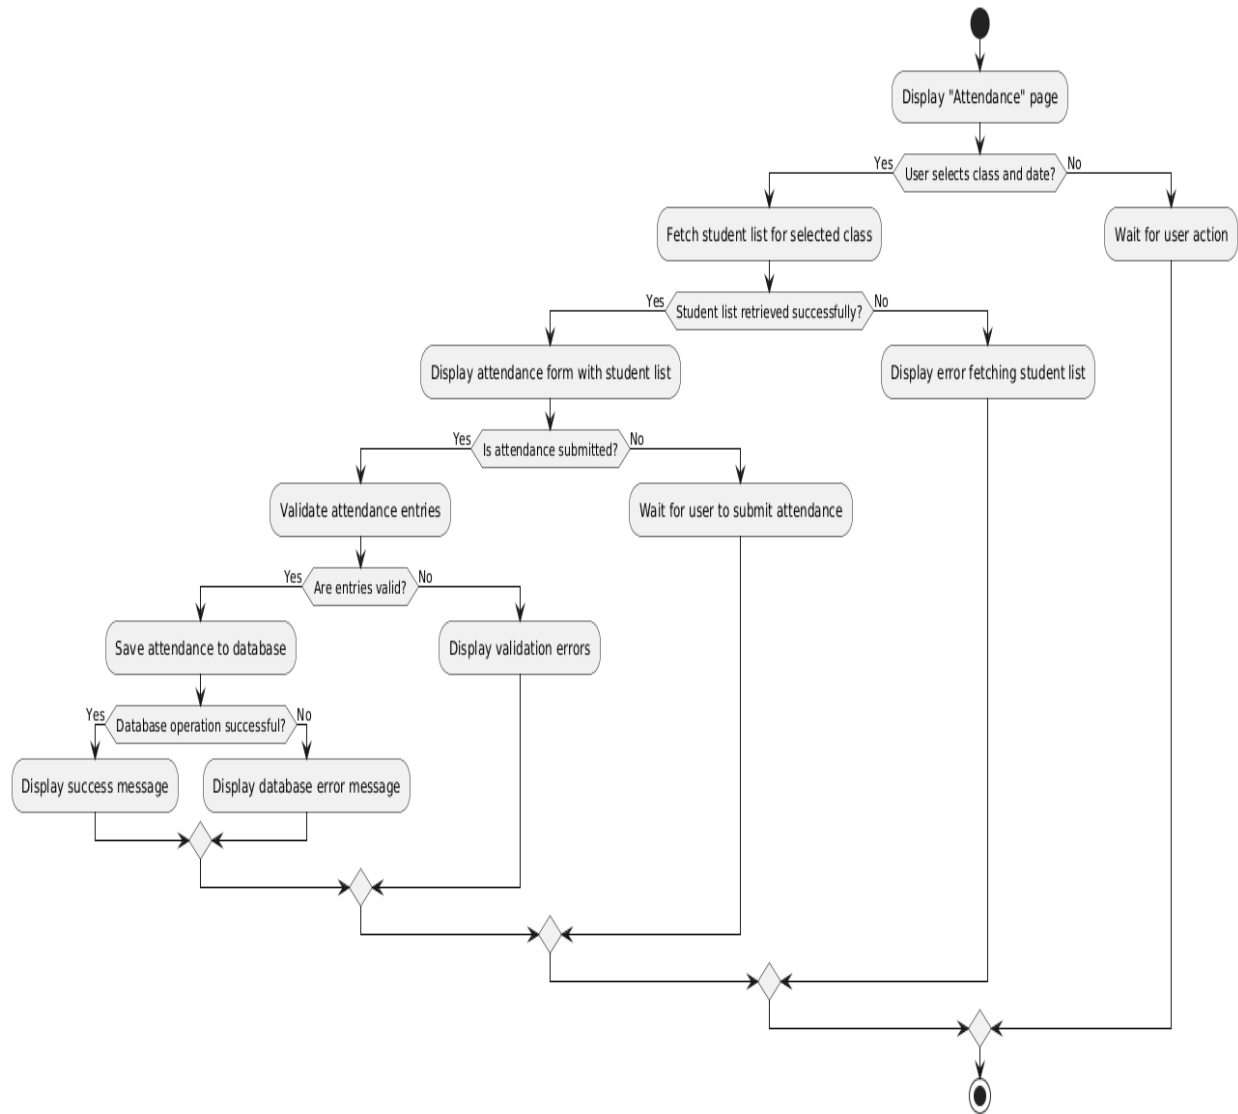 Display "Attendance" page
Yes
User selects class and date?
No
Fetch student list for selected class
Wait for user action
Yes
Student list retrieved successfully?
No
Display attendance form with student list
Display error fetching student list
Yes
Is attendance submitted?
No
Validate attendance entries
Wait for user to submit attendance
Yes
Are entries valid?
No
Save attendance to database
Display validation errors
Yes
Database operation successful?
No
Display success message
Display database error message